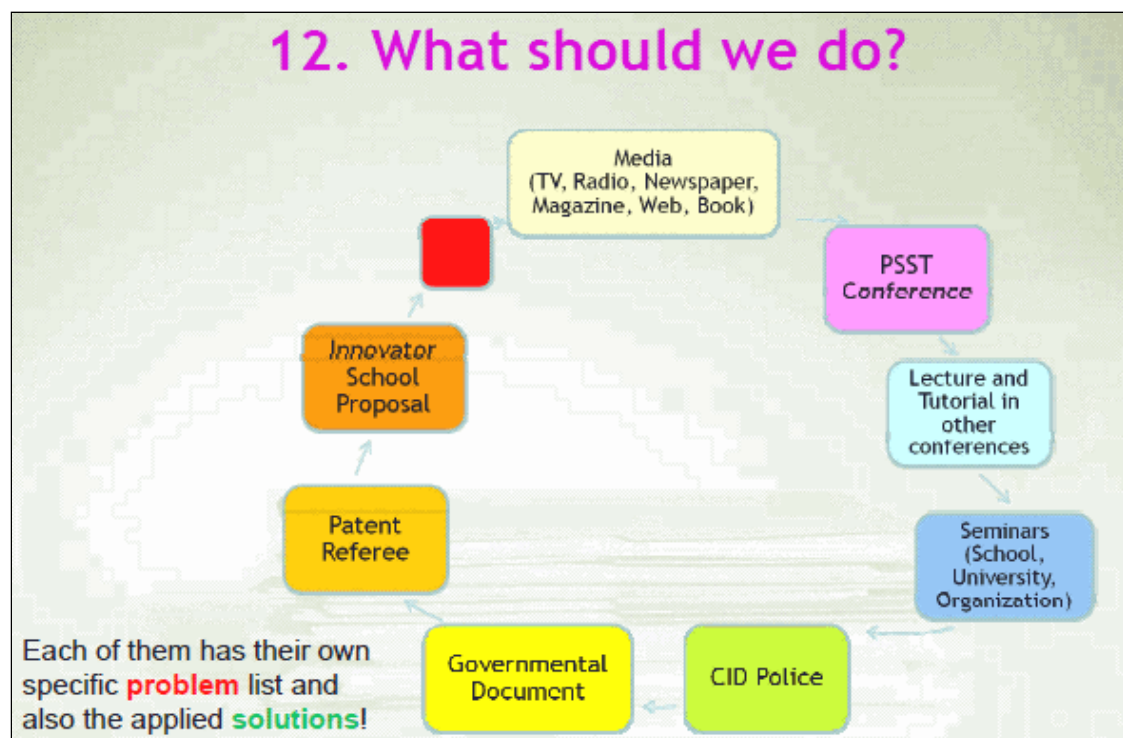 12. What should we do?
Media
(TV, Radio, Newspaper,
Magazine, Web, Book)
PSST
Conference
Lecture and
Tutorial in
other
conferences
Seminars
(School,
University,
Organization)
CID Police
Governmental
Document
Patent
Referee
Innovator
School
Proposal
Each of them has their own
specific problem list and
also the applied solutions!